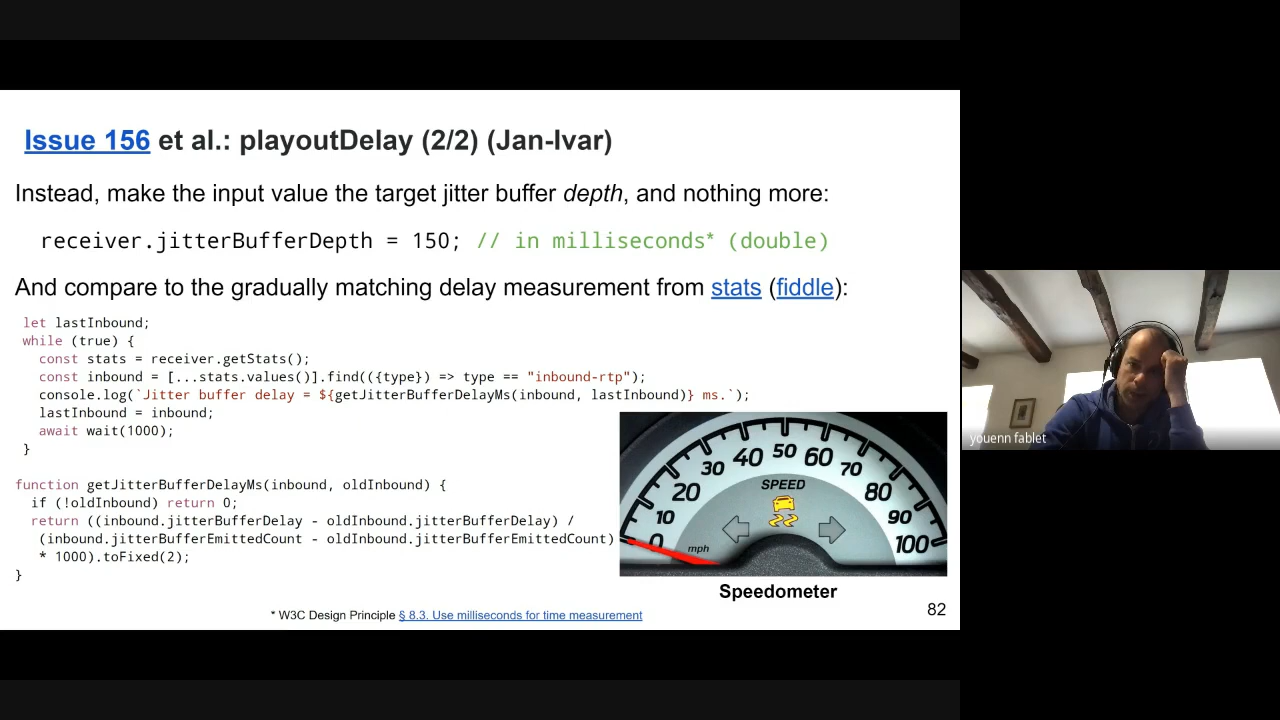 Issue 156 et al.: playoutDelay (2/2) (Jan-Ivar)
Instead, make the input value the target jitter buffer depth, and nothing more:
receiver.jitterBufferDepth = 150; // in milliseconds* (double)
And compare to the gradually matching delay measurement from stats (fiddle):
let lastInbound;
while (true) {
const stats = receiver.getStats();
const inbound = [...stats.values()].find(({type}) => type == "inbound-rtp");
console.log(`Jitter buffer delay = ${getJitterBufferDelayMs(inbound, lastInbound)} ms.`);
lastInbound = inbound;
await wait(1000);
}
function getJitterBufferDelayMs(inbound, oldInbound) {
if (!oldInbound) return 0;
return ((inbound.jitterBufferDelay - oldInbound.jitterBufferDelay) /
(inbound.jitterBufferEmittedCount - oldInbound.jitterBufferEmittedCount)
* 1000).toFixed(2);
}
0 10 20 30 40 50 60 70 80 90 100
SPEED
mph
Speedometer
* W3C Design Principle § 8.3. Use milliseconds for time measurement
82
youenn fablet